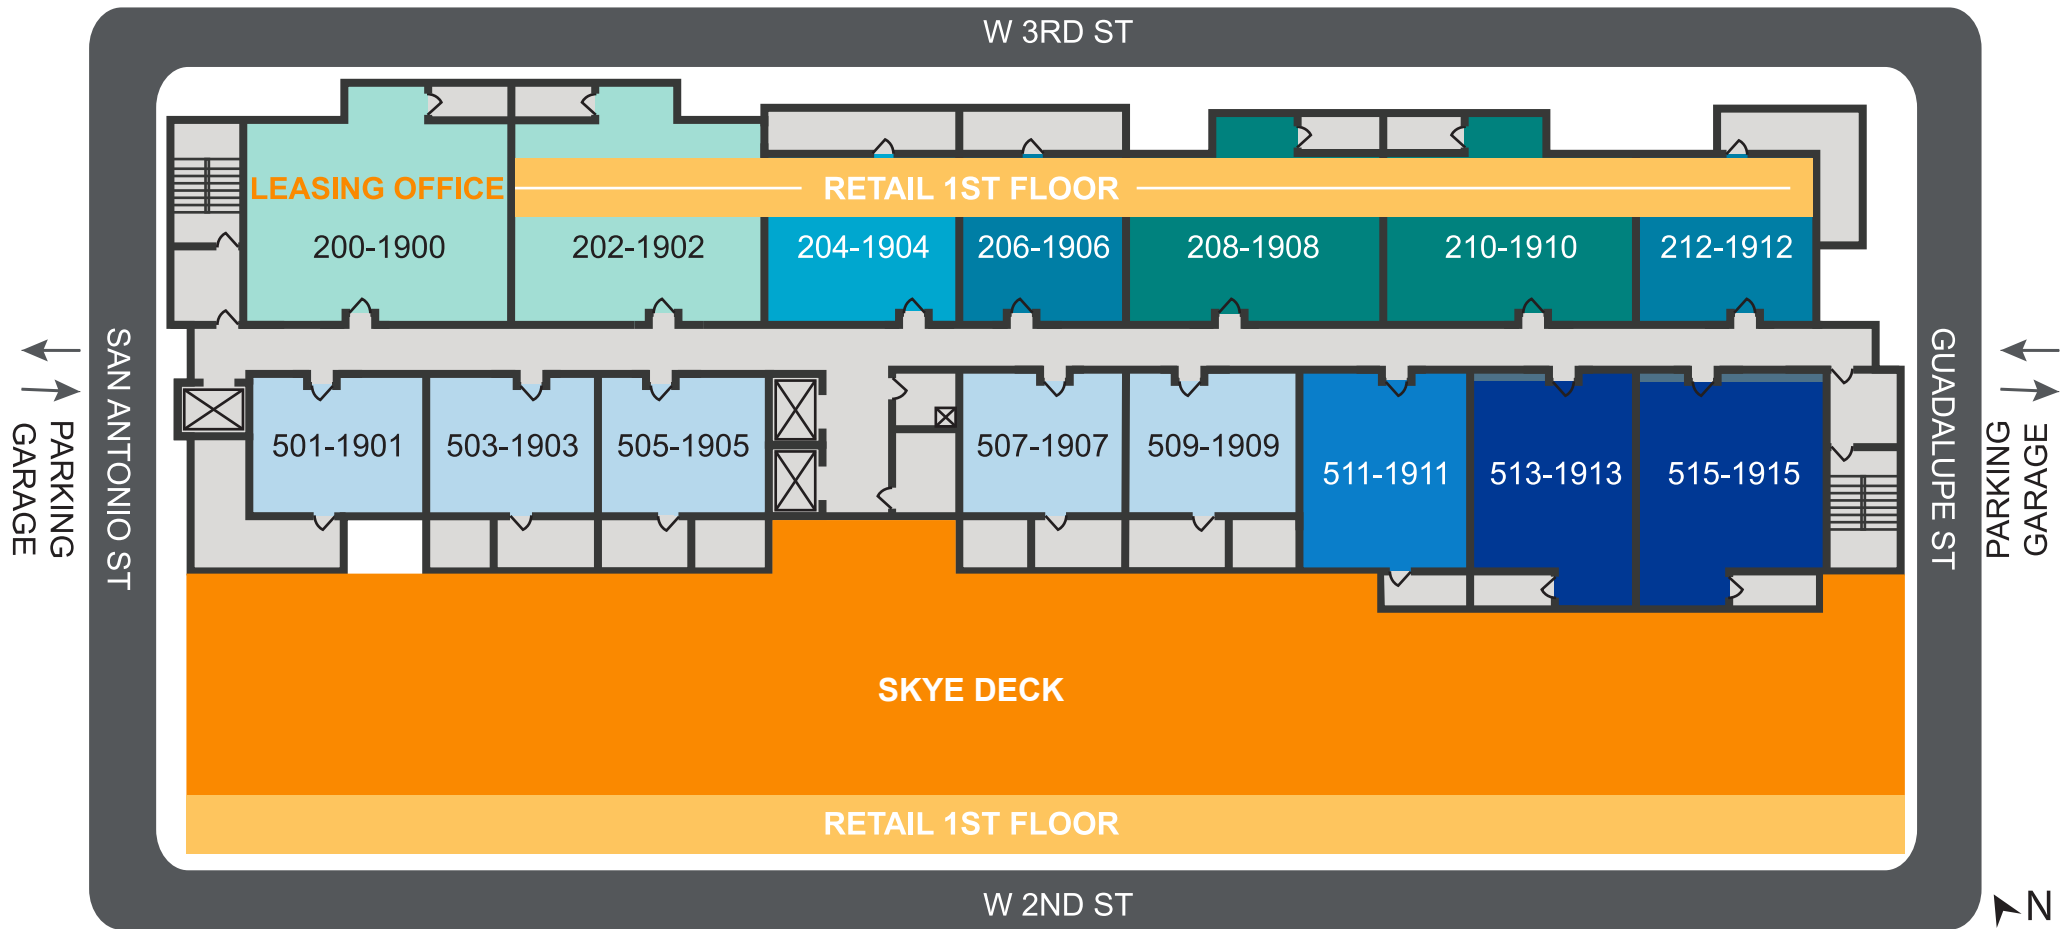 W 3RD ST
LEASING OFFICE
RETAIL 1ST FLOOR
200-1900
202-1902
204-1904
206-1906
208-1908
210-1910
212-1912
SAN ANTONIO ST
GUADALUPIE ST
PARKING
GARAGE
PARKING
GARAGE
501-1901
503-1903
505-1905
507-1907
509-1909
511-1911
513-1913
515-1915
SKYE DECK
RETAIL 1ST FLOOR
W 2ND ST
N